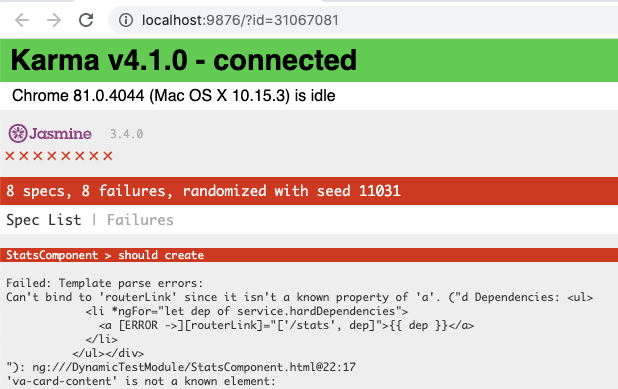 localhost:9876/?id=31067081
Karma v4.1.0 - connected
Chrome 81.0.4044 (Mac OS X 10.15.3) is idle
Jasmine 3.4.0
××××××××
8 specs, 8 failures, randomized with seed 11031
Spec List | Failures
StatsComponent > should create
Failed: Template parse errors:
Can't bind to 'routerLink' since it isn't a known property of 'a'. ("d Dependencies: <ul>
<li *ngFor="let dep of service.hardDependencies">
<a [ERROR ->][routerLink]="['/stats', dep]">{{ dep }}</a>
</li>
</ul></div>
"): ng:///DynamicTestModule/StatsComponent.html@22:17
'va-card-content' is not a known element: